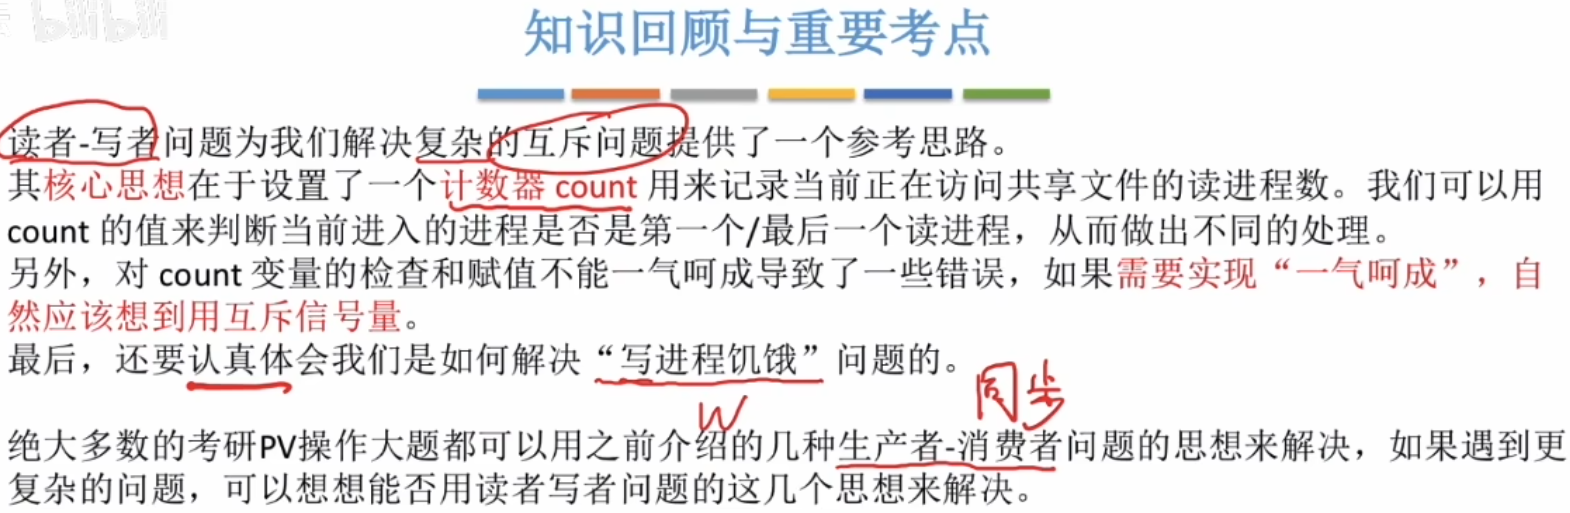 bilibili
知识回顾与重要考点
读者-写者问题为我们解决复杂的互斥问题提供了一个参考思路。
其核心思想在于设置了一个计数器 count 用来记录当前正在访问共享文件的读进程数。我们可以用
count 的值来判断当前进入的进程是否是第一个/最后一个读进程，从而做出不同的处理。
另外，对 count 变量的检查和赋值不能一气呵成导致了一些错误，如果需要实现“一气呵成”，自
然应该想到用互斥信号量。
最后，还要认真体会我们是如何解决“写进程饥饿”问题的。
同步
W
绝大多数的考研PV操作大题都可以用之前介绍的几种生产者-消费者问题的思想来解决，如果遇到更
复杂的问题，可以想想能否用读者写者问题的这几个思想来解决。